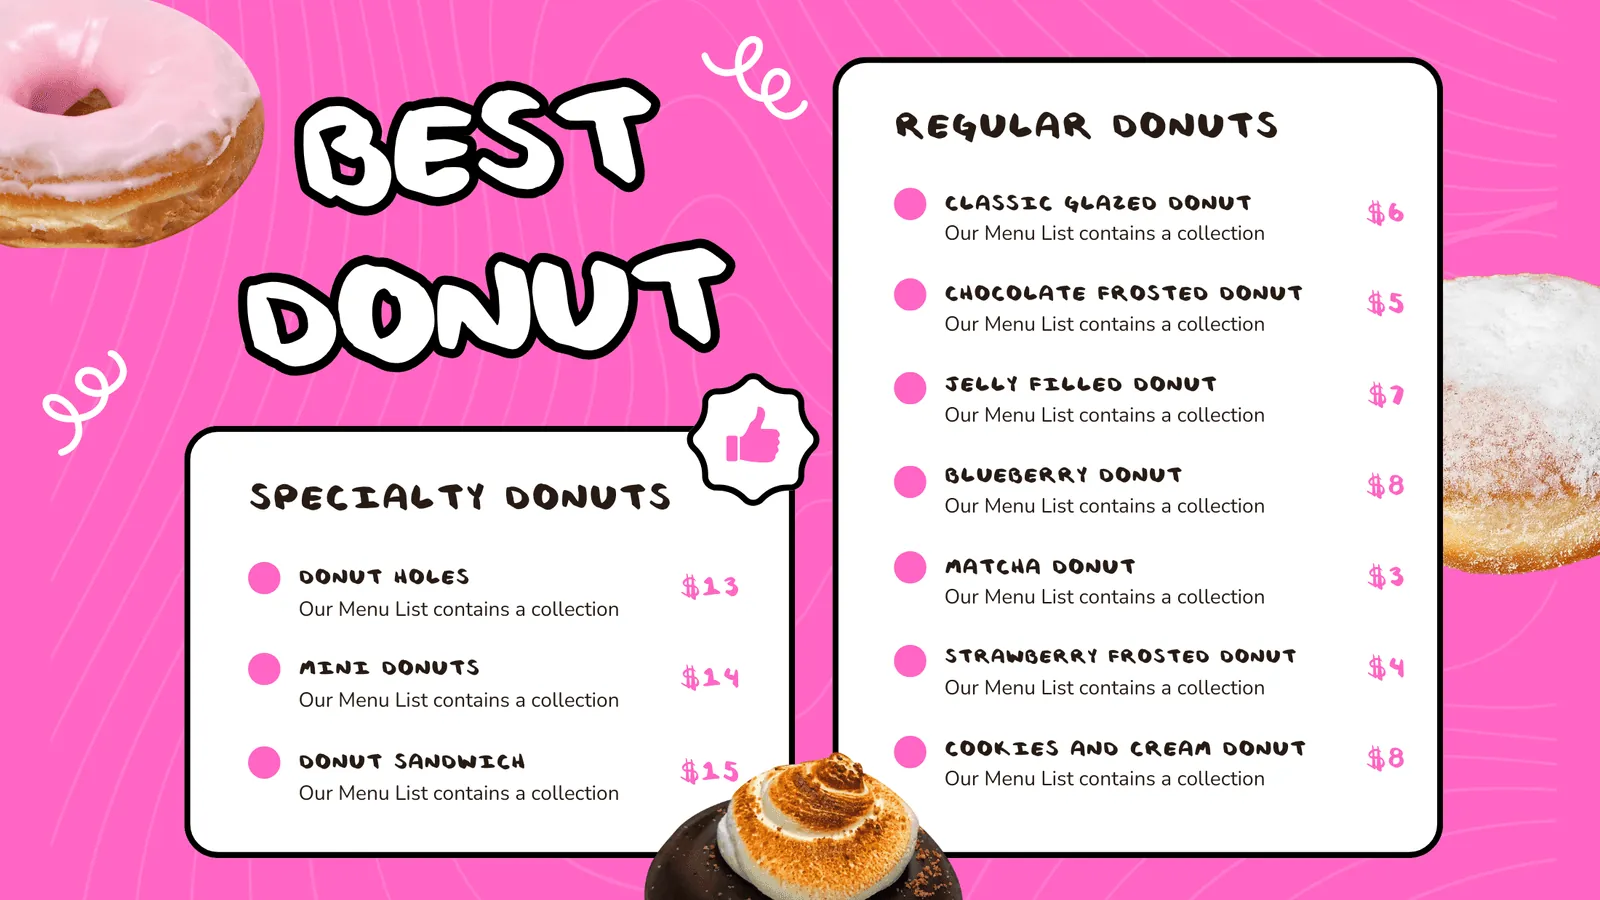 BEST
DONUT
SPECIALTY DONUTS
DONUT HOLES
Our Menu List contains a collection
$13
MINI DONUTS
Our Menu List contains a collection
$14
DONUT SANDWICH
Our Menu List contains a collection
$15
REGULAR DONUTS
CLASSIC GLAZED DONUT
Our Menu List contains a collection
$6
CHOCOLATE FROSTED DONUT
Our Menu List contains a collection
$5
JELLY FILLED DONUT
Our Menu List contains a collection
$7
BLUEBERRY DONUT
Our Menu List contains a collection
$8
MATCHA DONUT
Our Menu List contains a collection
$3
STRAWBERRY FROSTED DONUT
Our Menu List contains a collection
$4
COOKIES AND CREAM DONUT
Our Menu List contains a collection
$8